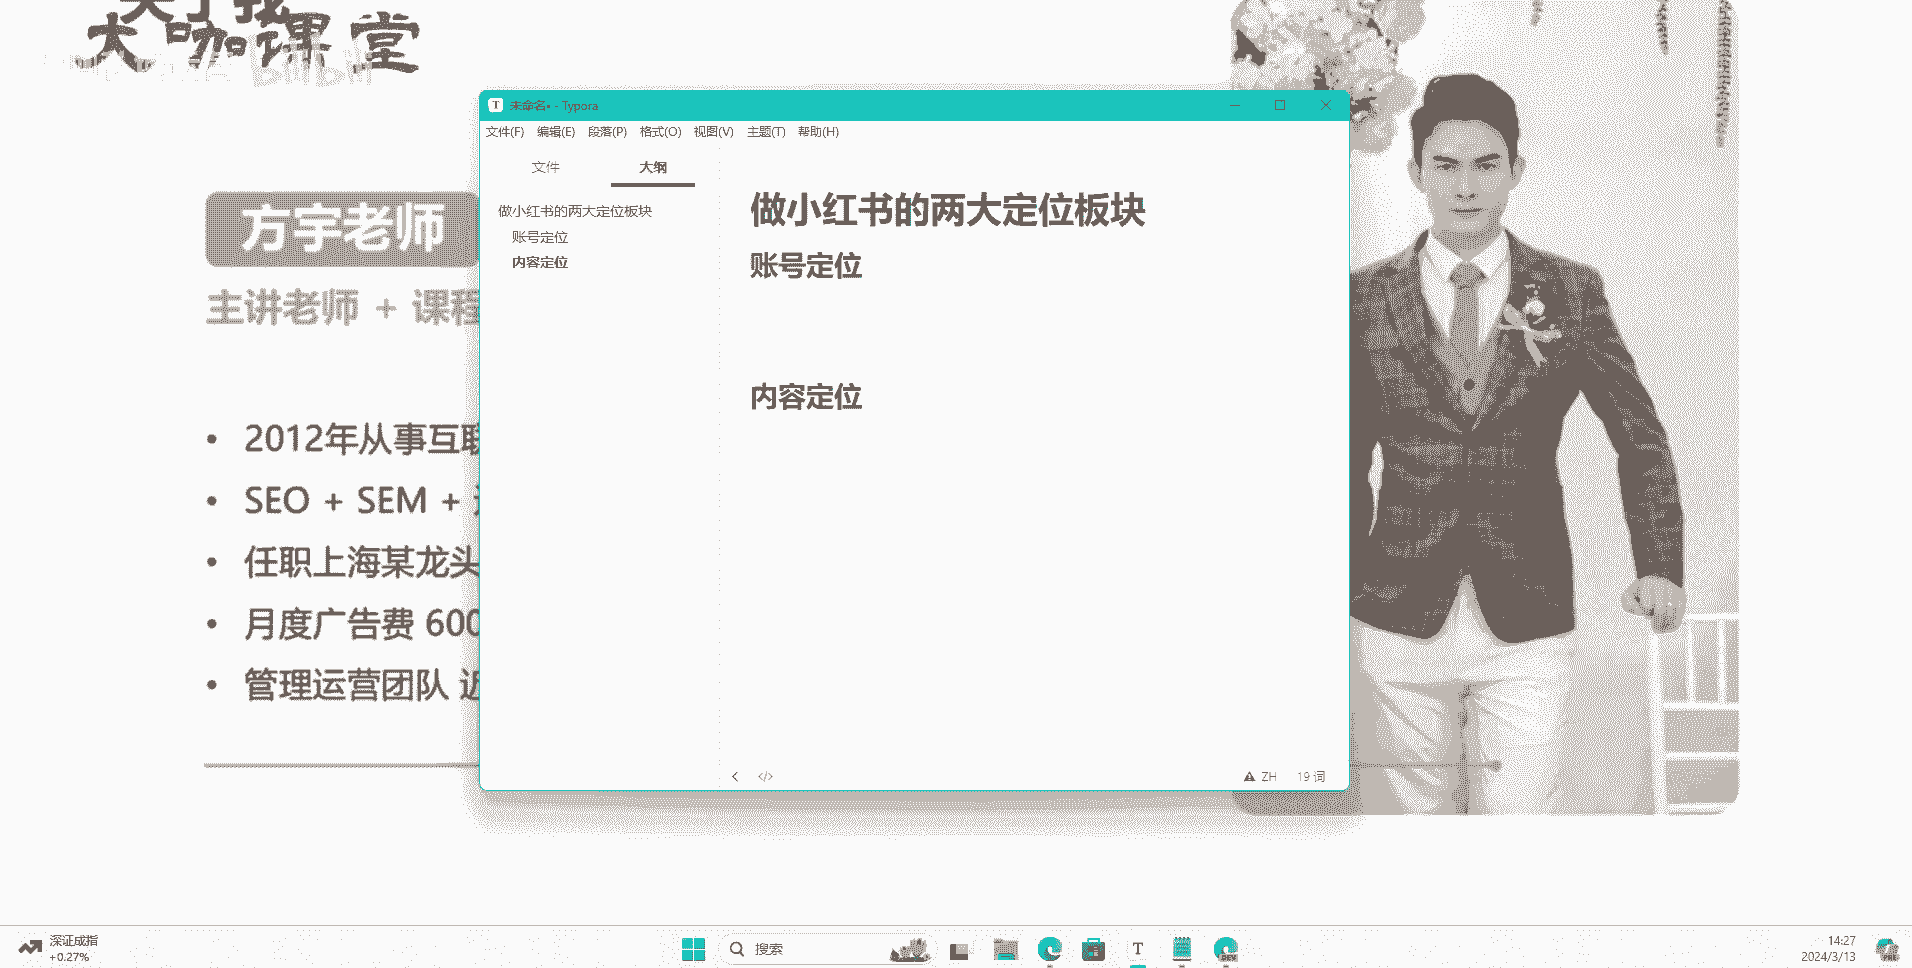 大咖课堂
bilibili
未命名• - Typora
文件(F) 编辑(E) 段落(P) 格式(O) 视图(V) 主题(T) 帮助(H)
文件 大纲
做小红书的两大定位板块
账号定位
内容定位
做小红书的两大定位板块
账号定位
内容定位
ZH 19 词
方宇老师
主讲老师 + 课程
• 2012年从事互联
• SEO + SEM +
• 任职上海某龙头
• 月度广告费 600
• 管理运营团队 近
深证成指
+0.27%
搜索
14:27
2024/3/13